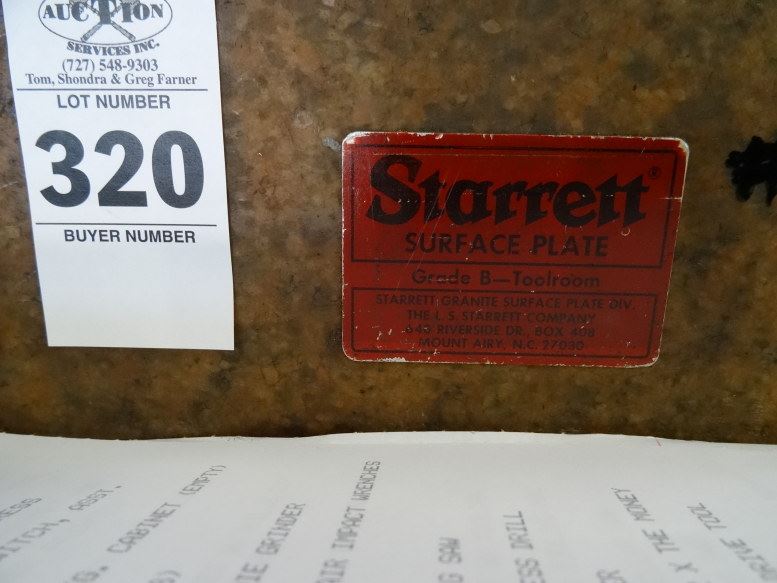 AUCTION
SERVICES INC.
(727) 548-9303
Tom, Shondra & Greg Farner
LOT NUMBER
320
BUYER NUMBER
Starrett®
SURFACE PLATE
Grade B—Toolroom
STARRETT GRANITE SURFACE PLATE DIV.
THE L. S. STARRETT COMPANY
RIVERSIDE DR., BOX 408
MOUNT AIRY, N.C. 27030
ASST.
CABINET (EMPTY)
GRINDER
IMPACT WRENCHES
SAW
DRILL
X THE MONEY
TOOL